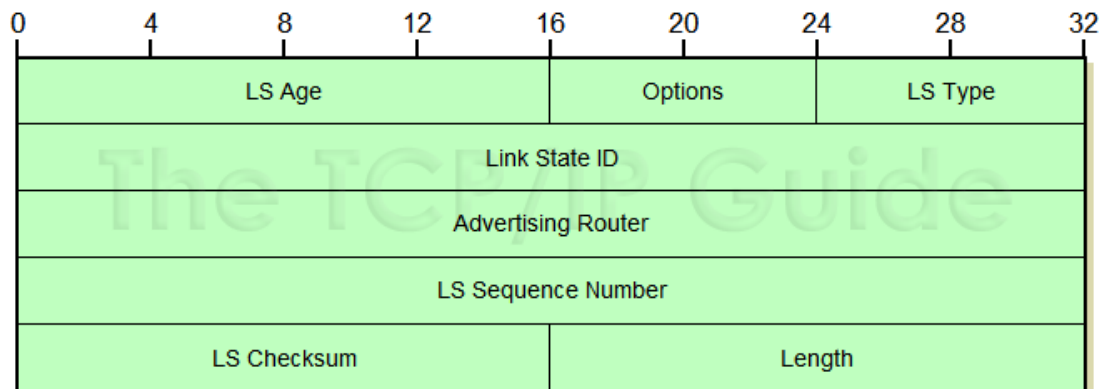 0 4 8 12 16 20 24 28 32
LS Age Options LS Type
Link State ID
The TCP/IP Guide
Advertising Router
LS Sequence Number
LS Checksum Length